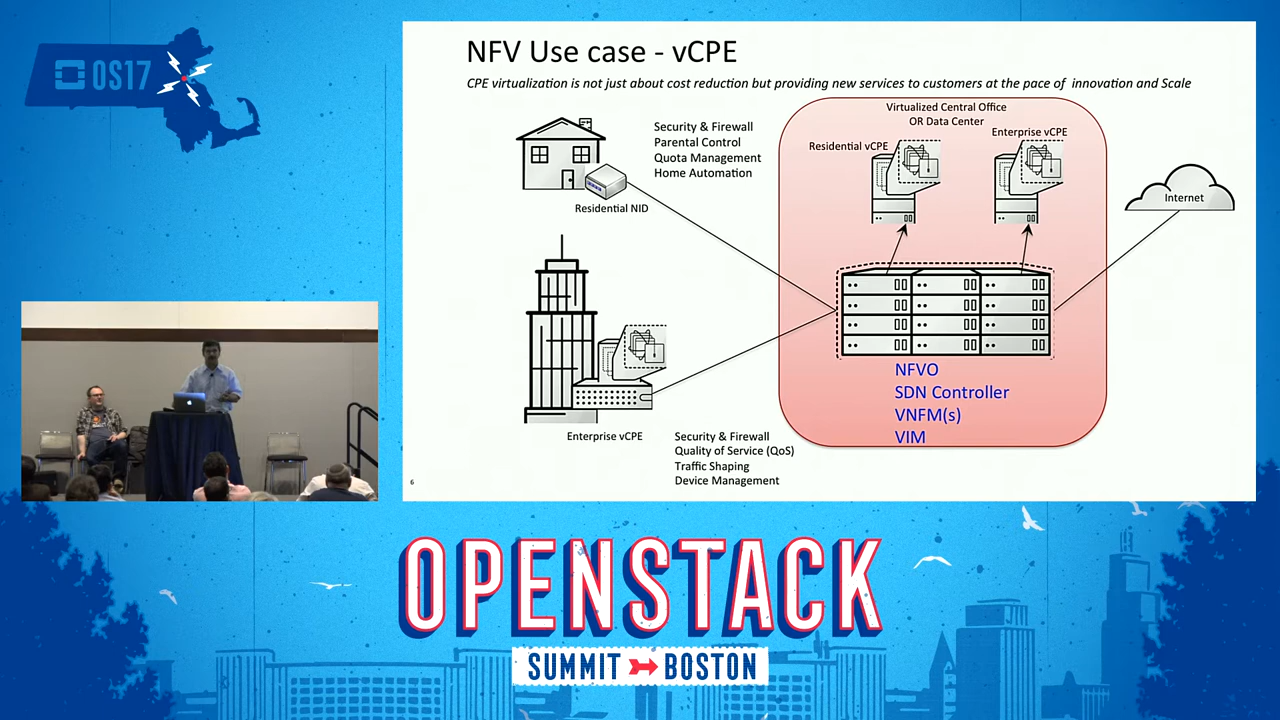 OS17
NFV Use case - vCPE
CPE virtualization is not just about cost reduction but providing new services to customers at the pace of innovation and Scale
Security & Firewall
Parental Control
Quota Management
Home Automation
Residential NID
Virtualized Central Office
OR Data Center
Residential vCPE
Enterprise vCPE
Internet
NFVO
SDN Controller
VNFM(s)
VIM
Enterprise vCPE
Security & Firewall
Quality of Service (QoS)
Traffic Shaping
Device Management
6
OPENSTACK
SUMMIT BOSTON